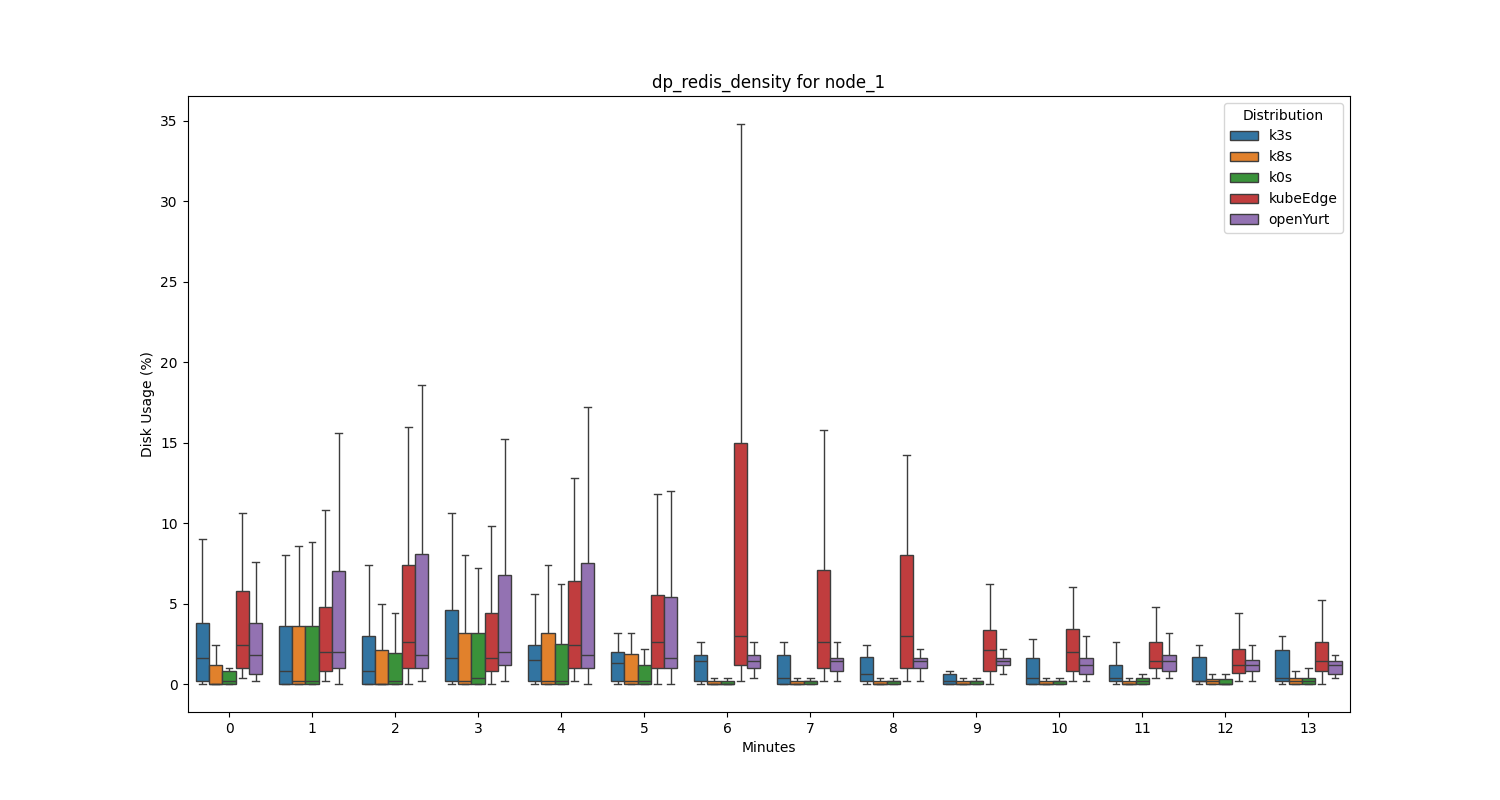 dp_redis_density for node_1
Distribution
k3s
k8s
k0s
kubeEdge
openYurt
Disk Usage (%)
35
30
25
20
15
10
5
0
0 1 2 3 4 5 6 7 8 9 10 11 12 13
Minutes